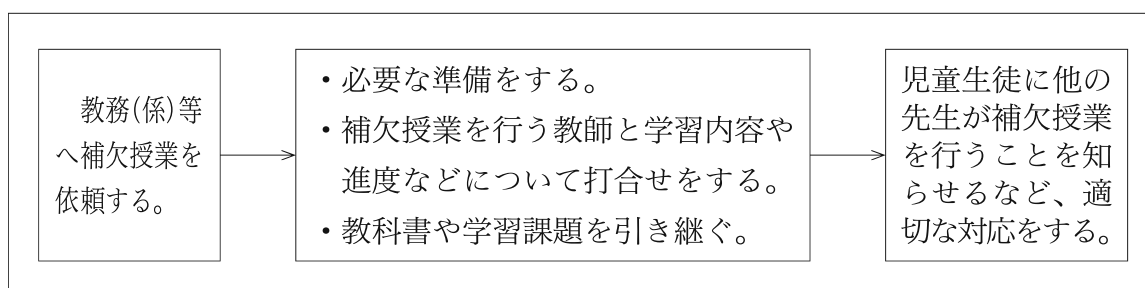 教務(係)等
へ補欠授業を
依頼する。
・必要な準備をする。
・補欠授業を行う教師と学習内容や
進度などについて打合せをする。
・教科書や学習課題を引き継ぐ。
児童生徒に他の
先生が補欠授業
を行うことを知
らせるなど、適
切な対応をする。